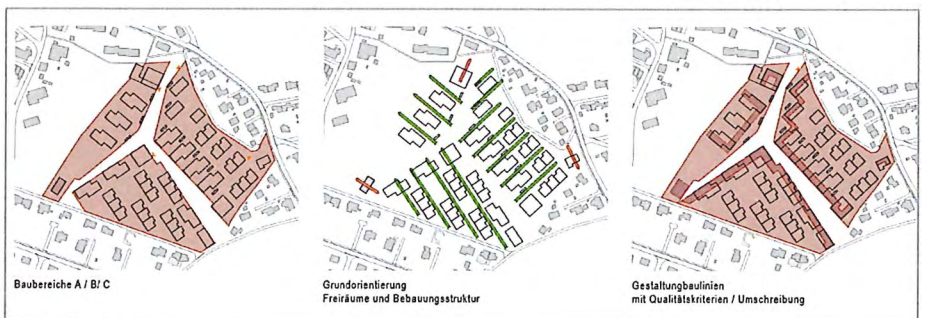 Baubereiche A / B/ C
Grundorientierung
Freiräume und Bebauungsstruktur
Gestaltungbaulinien
mit Qualitätskriterien / Umschreibung